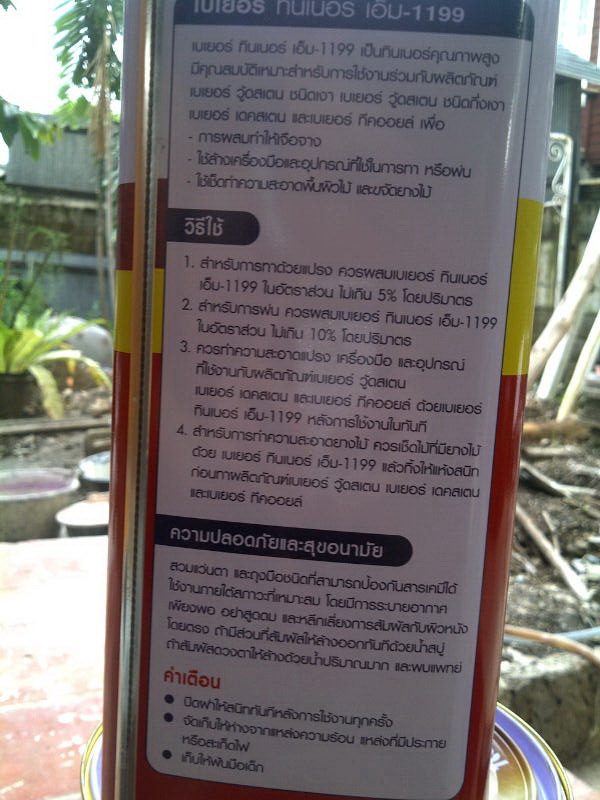 เบเยอร์ ทินเนอร์ เอ็ม-1199
เบเยอร์ ทินเนอร์ เอ็ม-1199 เป็นทินเนอร์คุณภาพสูง
มีคุณสมบัติเหมาะสำหรับการใช้งานร่วมกับผลิตภัณฑ์
เบเยอร์ วู้ดสเตน ชนิดเงา เบเยอร์ วู้ดสเตน ชนิดกึ่งเงา
เบเยอร์ เดคสเตน และเบเยอร์ ทีคออยล์ เพื่อ
- การผสมทำให้เจือจาง
- ใช้ล้างเครื่องมือและอุปกรณ์ที่ใช้ในการทา หรือพ่น
- ใช้เช็ดทำความสะอาดพื้นผิวไม้ และขจัดยางไม้
วิธีใช้
1. สำหรับการทาด้วยแปรง ควรผสมเบเยอร์ ทินเนอร์
เอ็ม-1199 ในอัตราส่วน ไม่เกิน 5% โดยปริมาตร
2. สำหรับการพ่น ควรผสมเบเยอร์ ทินเนอร์ เอ็ม-1199
ในอัตราส่วน ไม่เกิน 10% โดยปริมาตร
3. ควรทำความสะอาดแปรง เครื่องมือ และอุปกรณ์
ที่ใช้งานกับผลิตภัณฑ์เบเยอร์ วู้ดสเตน
เบเยอร์ เดคสเตน และเบเยอร์ ทีคออยล์ ด้วยเบเยอร์
ทินเนอร์ เอ็ม-1199 หลังการใช้งานในทันที
4. สำหรับการทำความสะอาดยางไม้ ควรเช็ดไม้ที่มียางไม้
ด้วย เบเยอร์ ทินเนอร์ เอ็ม-1199 แล้วทิ้งให้แห้งสนิท
ก่อนทาผลิตภัณฑ์เบเยอร์ วู้ดสเตน เบเยอร์ เดคสเตน
และเบเยอร์ ทีคออยล์
ความปลอดภัยและสุขอนามัย
สวมแว่นตา และถุงมือชนิดที่สามารถป้องกันสารเคมีได้
ใช้งานภายใต้สภาวะที่เหมาะสม โดยมีการระบายอากาศ
เพียงพอ อย่าสูดดม และหลีกเลี่ยงการสัมผัสกับผิวหนัง
โดยตรง ถ้ามีส่วนที่สัมผัสให้ล้างออกทันทีด้วยน้ำสบู่
ถ้าสัมผัสดวงตาให้ล้างด้วยน้ำปริมาณมาก และพบแพทย์
คำเตือน
● ปิดฝาให้สนิททันทีหลังการใช้งานทุกครั้ง
● จัดเก็บให้ห่างจากแหล่งความร้อน แหล่งที่มีประกาย
หรือสะเก็ดไฟ
● เก็บให้พ้นมือเด็ก